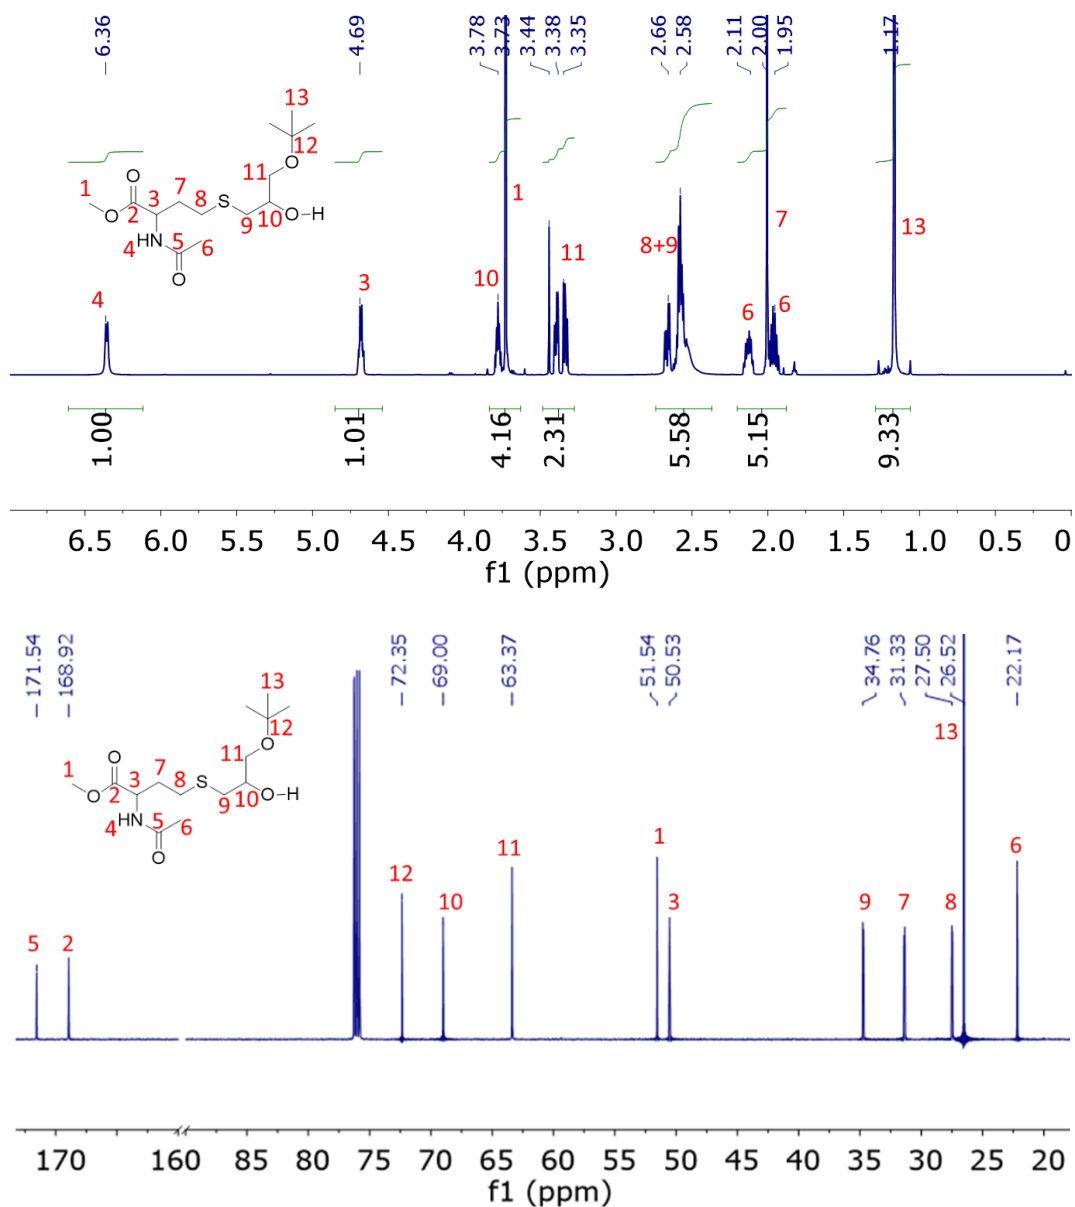 6.36 4.69 3.78 3.73 3.44 3.38 3.35 2.66 2.58 2.11 2.00 1.95 1.17
13
12
O
11
1 O 7 8 S
O 2 3 9 10 O-H
4 HN 5 6
O
4 3 10 1 11 8+9 6 7 6 13
1.00 1.01 4.16 2.31 5.58 5.15 9.33
6.5 6.0 5.5 5.0 4.5 4.0 3.5 3.0 2.5 2.0 1.5 1.0 0.5 0
f1 (ppm)
171.54 168.92 72.35 69.00 63.37 51.54 50.53 34.76 31.33 27.50 26.52 22.17
13
12
O
11
1 O 7 8 S
O 2 3 9 10 O-H
4 HN 5 6
O
5 2 12 10 11 1 3 9 7 8 13 6
170 160 85 80 75 70 65 60 55 50 45 40 35 30 25 20
f1 (ppm)